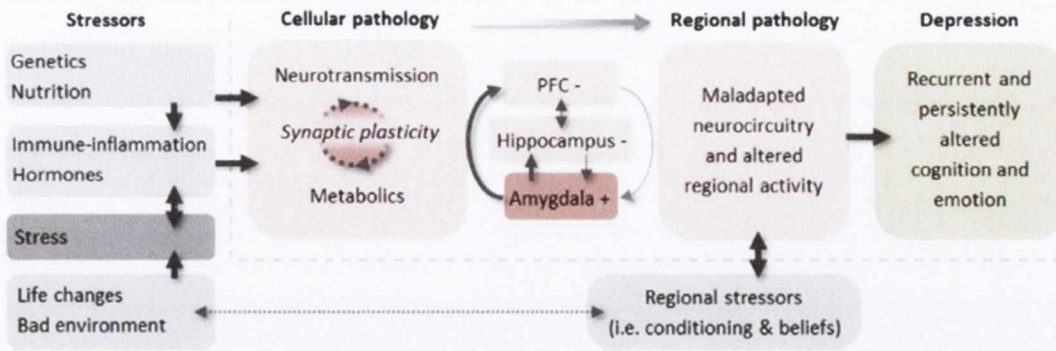 Stressors
Cellular pathology
Regional pathology
Depression
Genetics
Nutrition
Immune-inflammation
Hormones
Stress
Life changes
Bad environment
Neurotransmission
Synaptic plasticity
Metabolics
PFC -
Hippocampus -
Amygdala +
Maladapted
neurocircuitry
and altered
regional activity
Recurrent and
persistently
altered
cognition and
emotion
Regional stressors
(i.e. conditioning & beliefs)